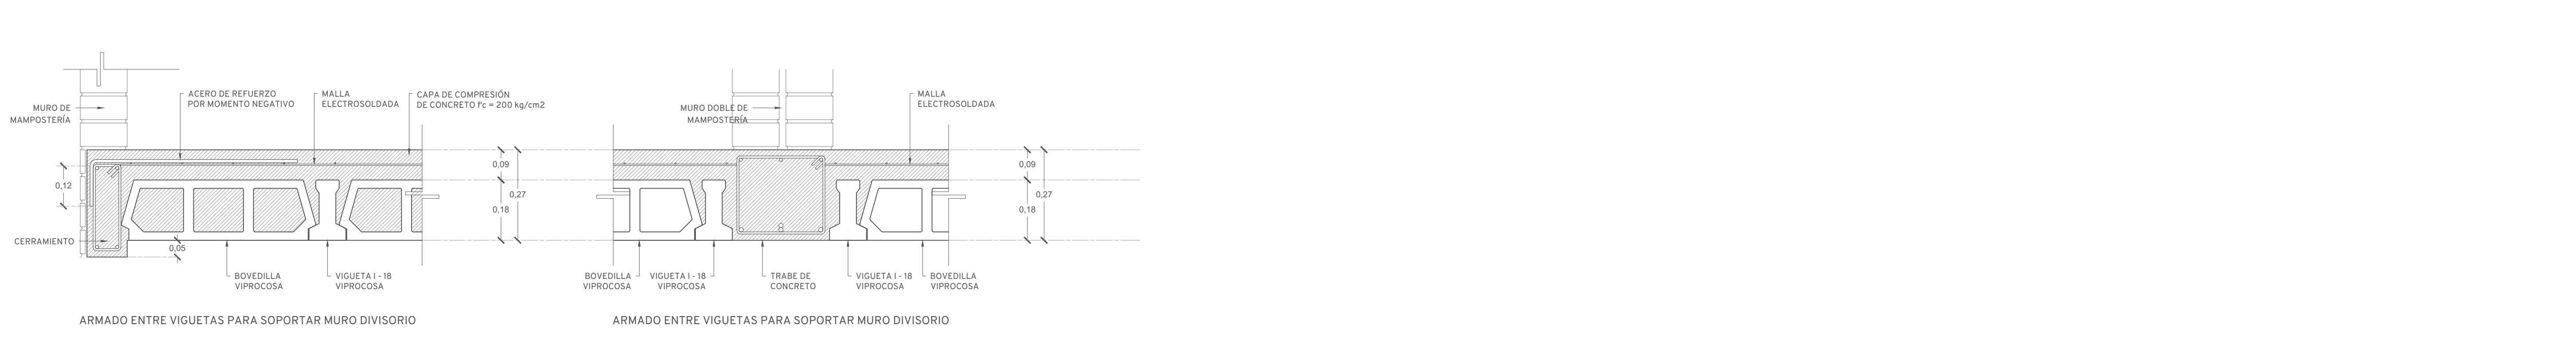 ACERO DE REFUERZO
POR MOMENTO NEGATIVO
MALLA
ELECTROSOLDADA
CAPA DE COMPRESIÓN
DE CONCRETO f'c = 200 kg/cm2
MURO DE
MAMPOSTERÍA
0,09
0,27
0,12
0,18
CERRAMIENTO
0,05
BOVEDILLA
VIPROCOSA
VIGUETA I - 18
VIPROCOSA
ARMADO ENTRE VIGUETAS PARA SOPORTAR MURO DIVISORIO
MURO DOBLE DE
MAMPOSTERÍA
MALLA
ELECTROSOLDADA
0,09
0,27
0,18
BOVEDILLA
VIPROCOSA
VIGUETA I - 18
VIPROCOSA
TRABE DE
CONCRETO
VIGUETA I - 18
VIPROCOSA
BOVEDILLA
VIPROCOSA
ARMADO ENTRE VIGUETAS PARA SOPORTAR MURO DIVISORIO